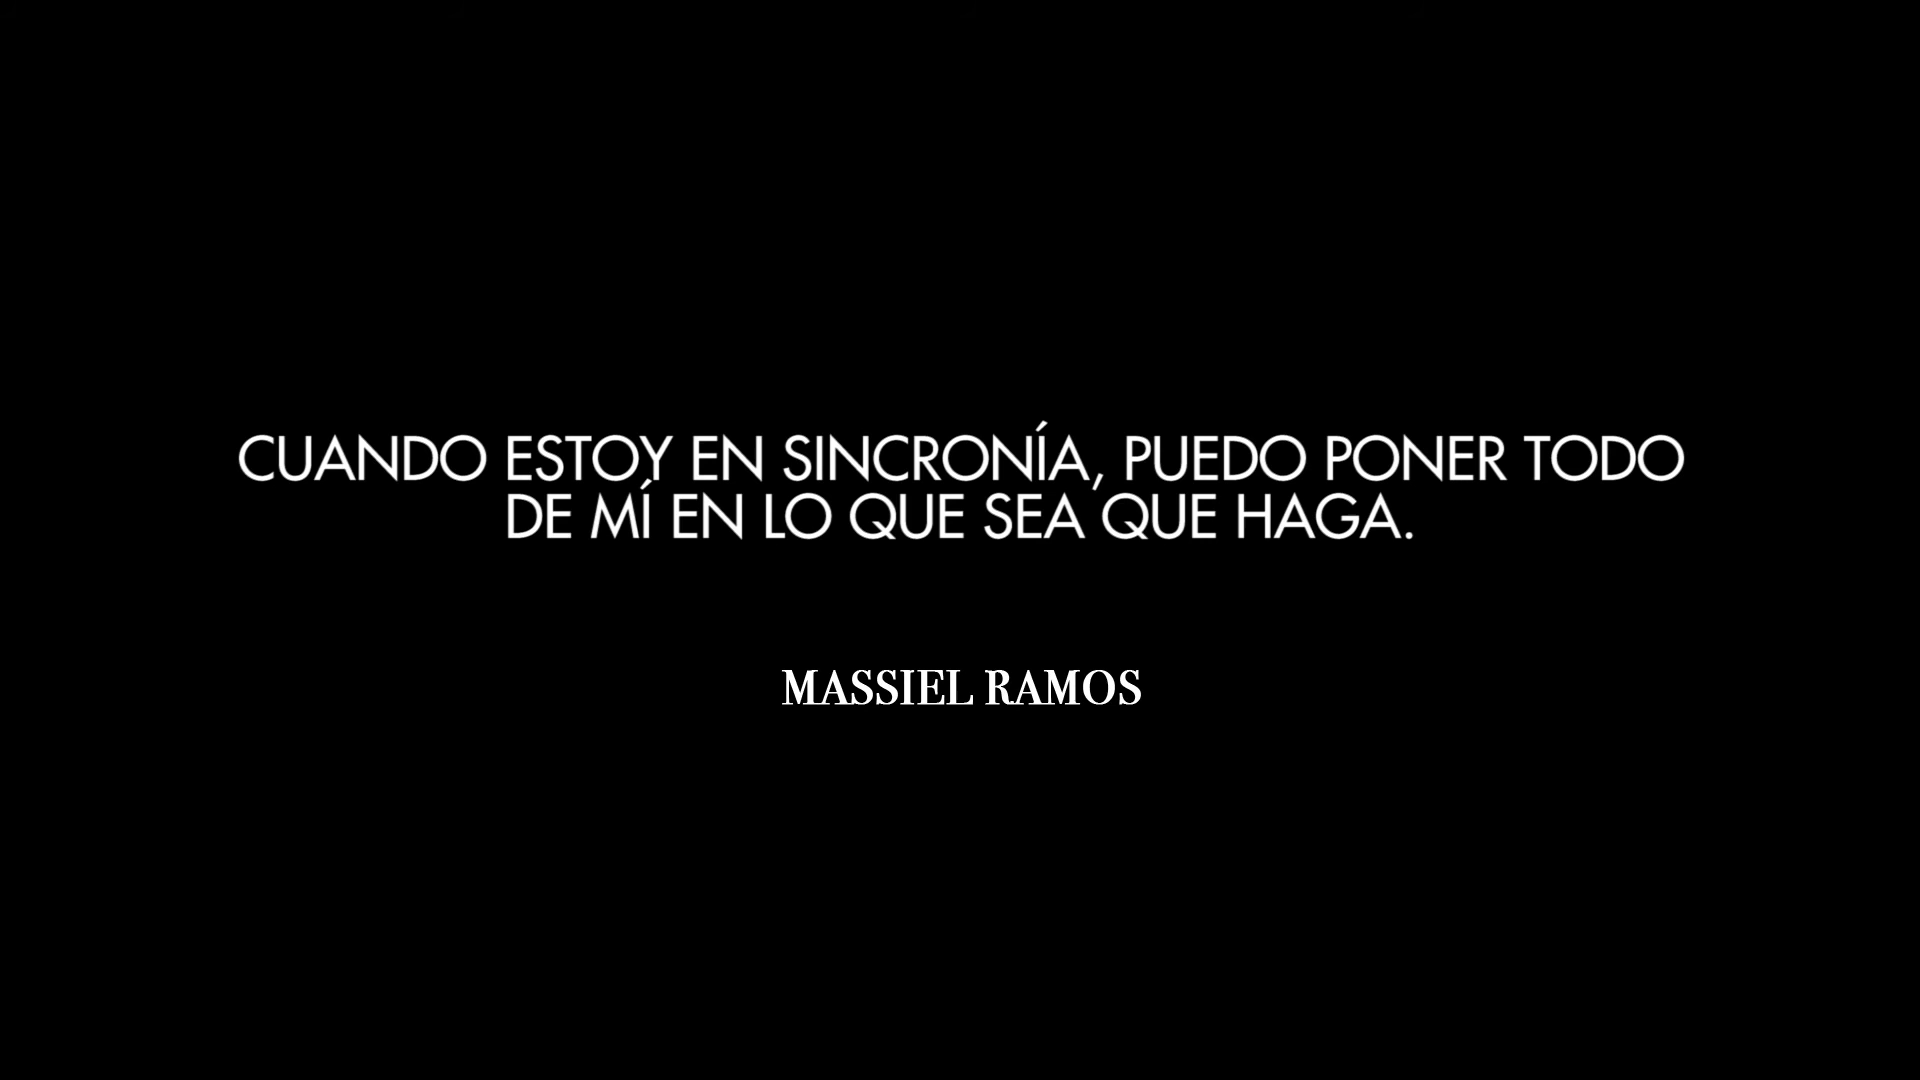 CUANDO ESTOY EN SINCRONÍA, PUEDO PONER TODO
DE MÍ EN LO QUE SEA QUE HAGA.
MASSIEL RAMOS